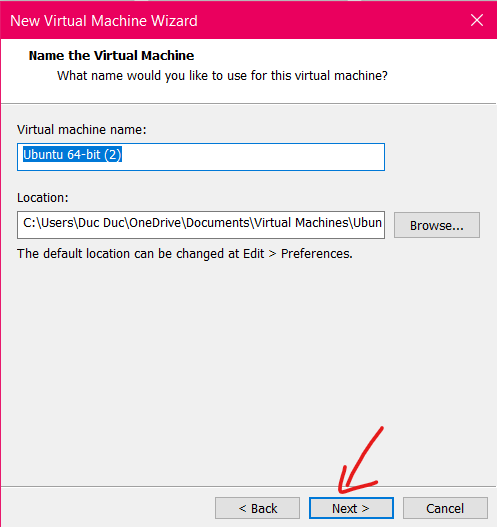 New Virtual Machine Wizard
Name the Virtual Machine
What name would you like to use for this virtual machine?
Virtual machine name:
Ubuntu 64-bit (2)
Location:
C:\Users\Duc Duc\OneDrive\Documents\Virtual Machines\Ubun
Browse...
The default location can be changed at Edit > Preferences.
< Back
Next >
Cancel